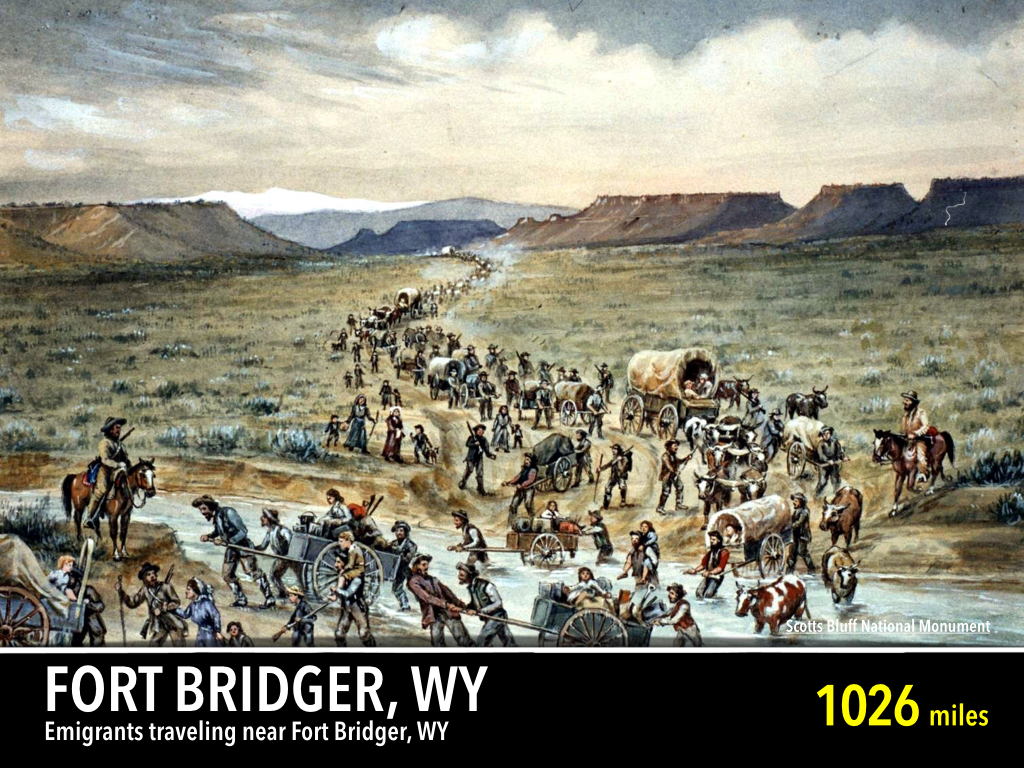 Scotts Bluff National Monument
FORT BRIDGER, WY
Emigrants traveling near Fort Bridger, WY
1026 miles